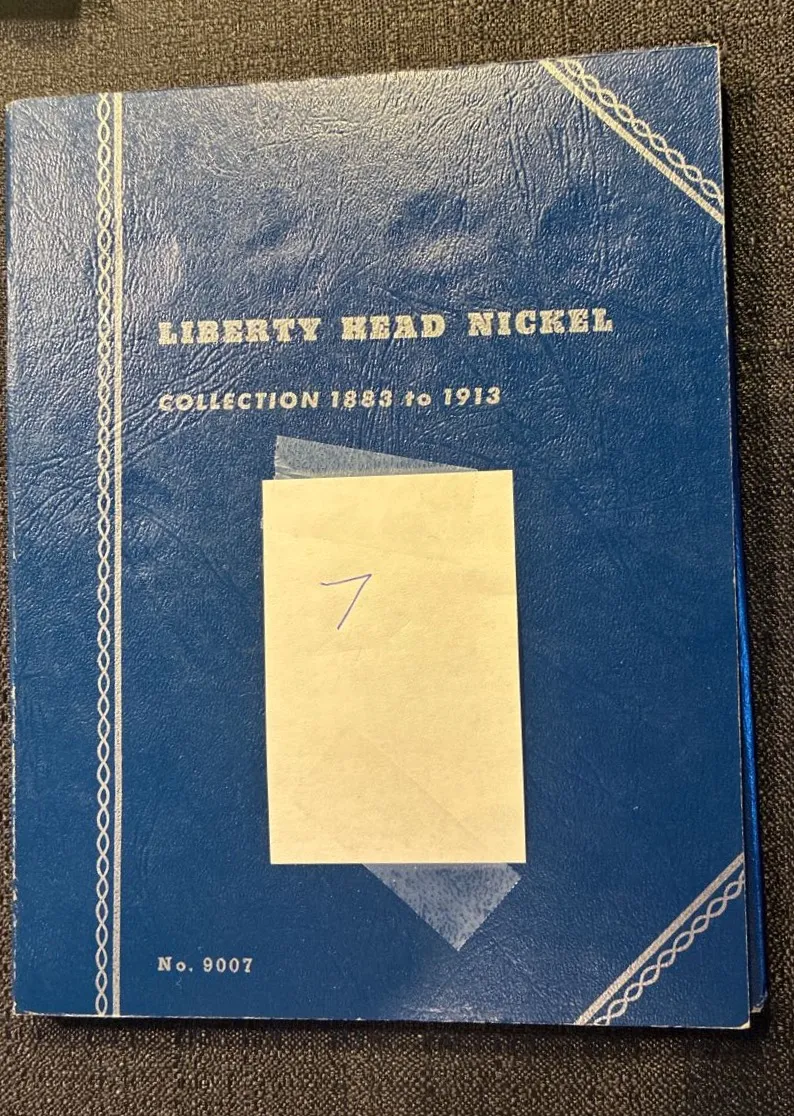 LIBERTY HEAD NICKEL
COLLECTION 1883 to 1913
7
No. 9007